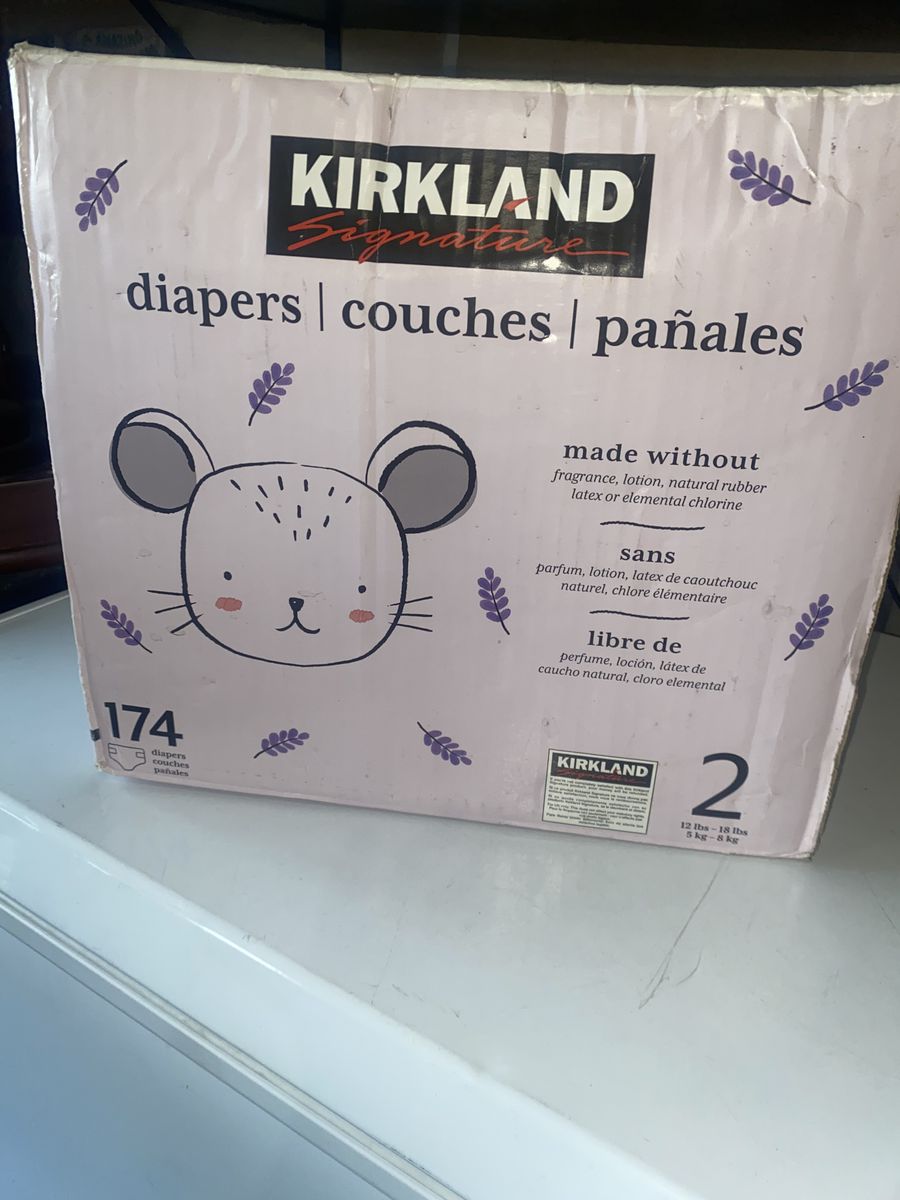 KIRKLAND
Signature
diapers | couches | pañales
made without
fragrance, lotion, natural rubber
latex or elemental chlorine
sans
parfum, lotion, latex de caoutchouc
naturel, chlore élémentaire
libre de
perfume, loción, látex de
caucho natural, cloro elemental
174
diapers
couches
pañales
KIRKLAND
Signature
2
12 lbs – 18 lbs
5 kg – 8 kg